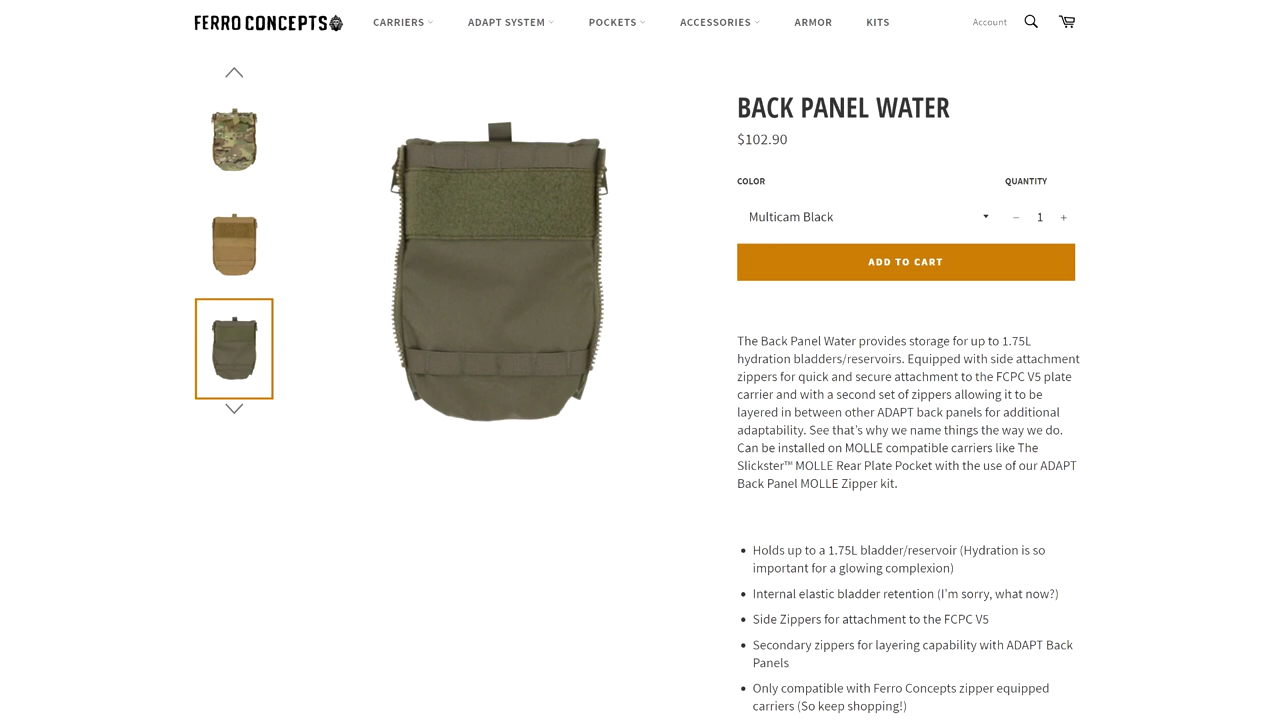 FERRO CONCEPTS
CARRIERS
ADAPT SYSTEM
POCKETS
ACCESSORIES
ARMOR
KITS
Account
BACK PANEL WATER
$102.90
COLOR
QUANTITY
Multicam Black
− 1 +
ADD TO CART
The Back Panel Water provides storage for up to 1.75L
hydration bladders/reservoirs. Equipped with side attachment
zippers for quick and secure attachment to the FCPC V5 plate
carrier and with a second set of zippers allowing it to be
layered in between other ADAPT back panels for additional
adaptability. See that's why we name things the way we do.
Can be installed on MOLLE compatible carriers like The
Slickster™ MOLLE Rear Plate Pocket with the use of our ADAPT
Back Panel MOLLE Zipper kit.
• Holds up to a 1.75L bladder/reservoir (Hydration is so
important for a glowing complexion)
• Internal elastic bladder retention (I'm sorry, what now?)
• Side Zippers for attachment to the FCPC V5
• Secondary zippers for layering capability with ADAPT Back
Panels
• Only compatible with Ferro Concepts zipper equipped
carriers (So keep shopping!)